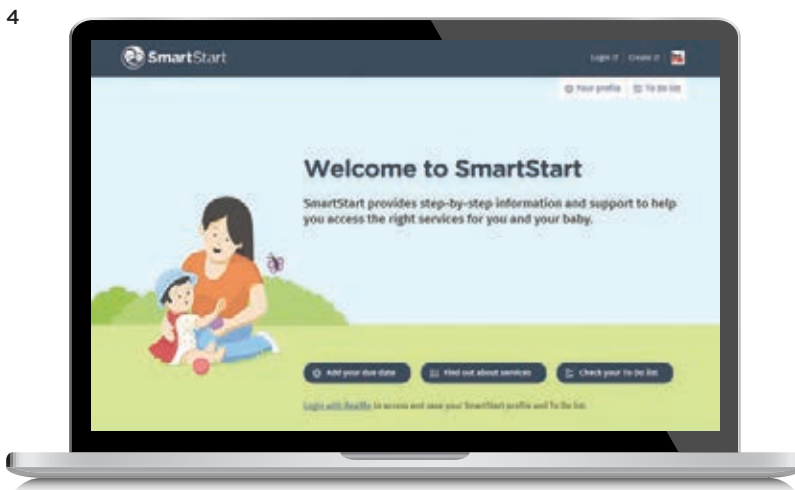 4
SmartStart
Login
Your profile To Do list
Welcome to SmartStart
SmartStart provides step-by-step information and support to help
you access the right services for you and your baby.
Add your due date Find out about services Check your To Do list
Login with RealMe to access and save your SmartStart profile and To Do list